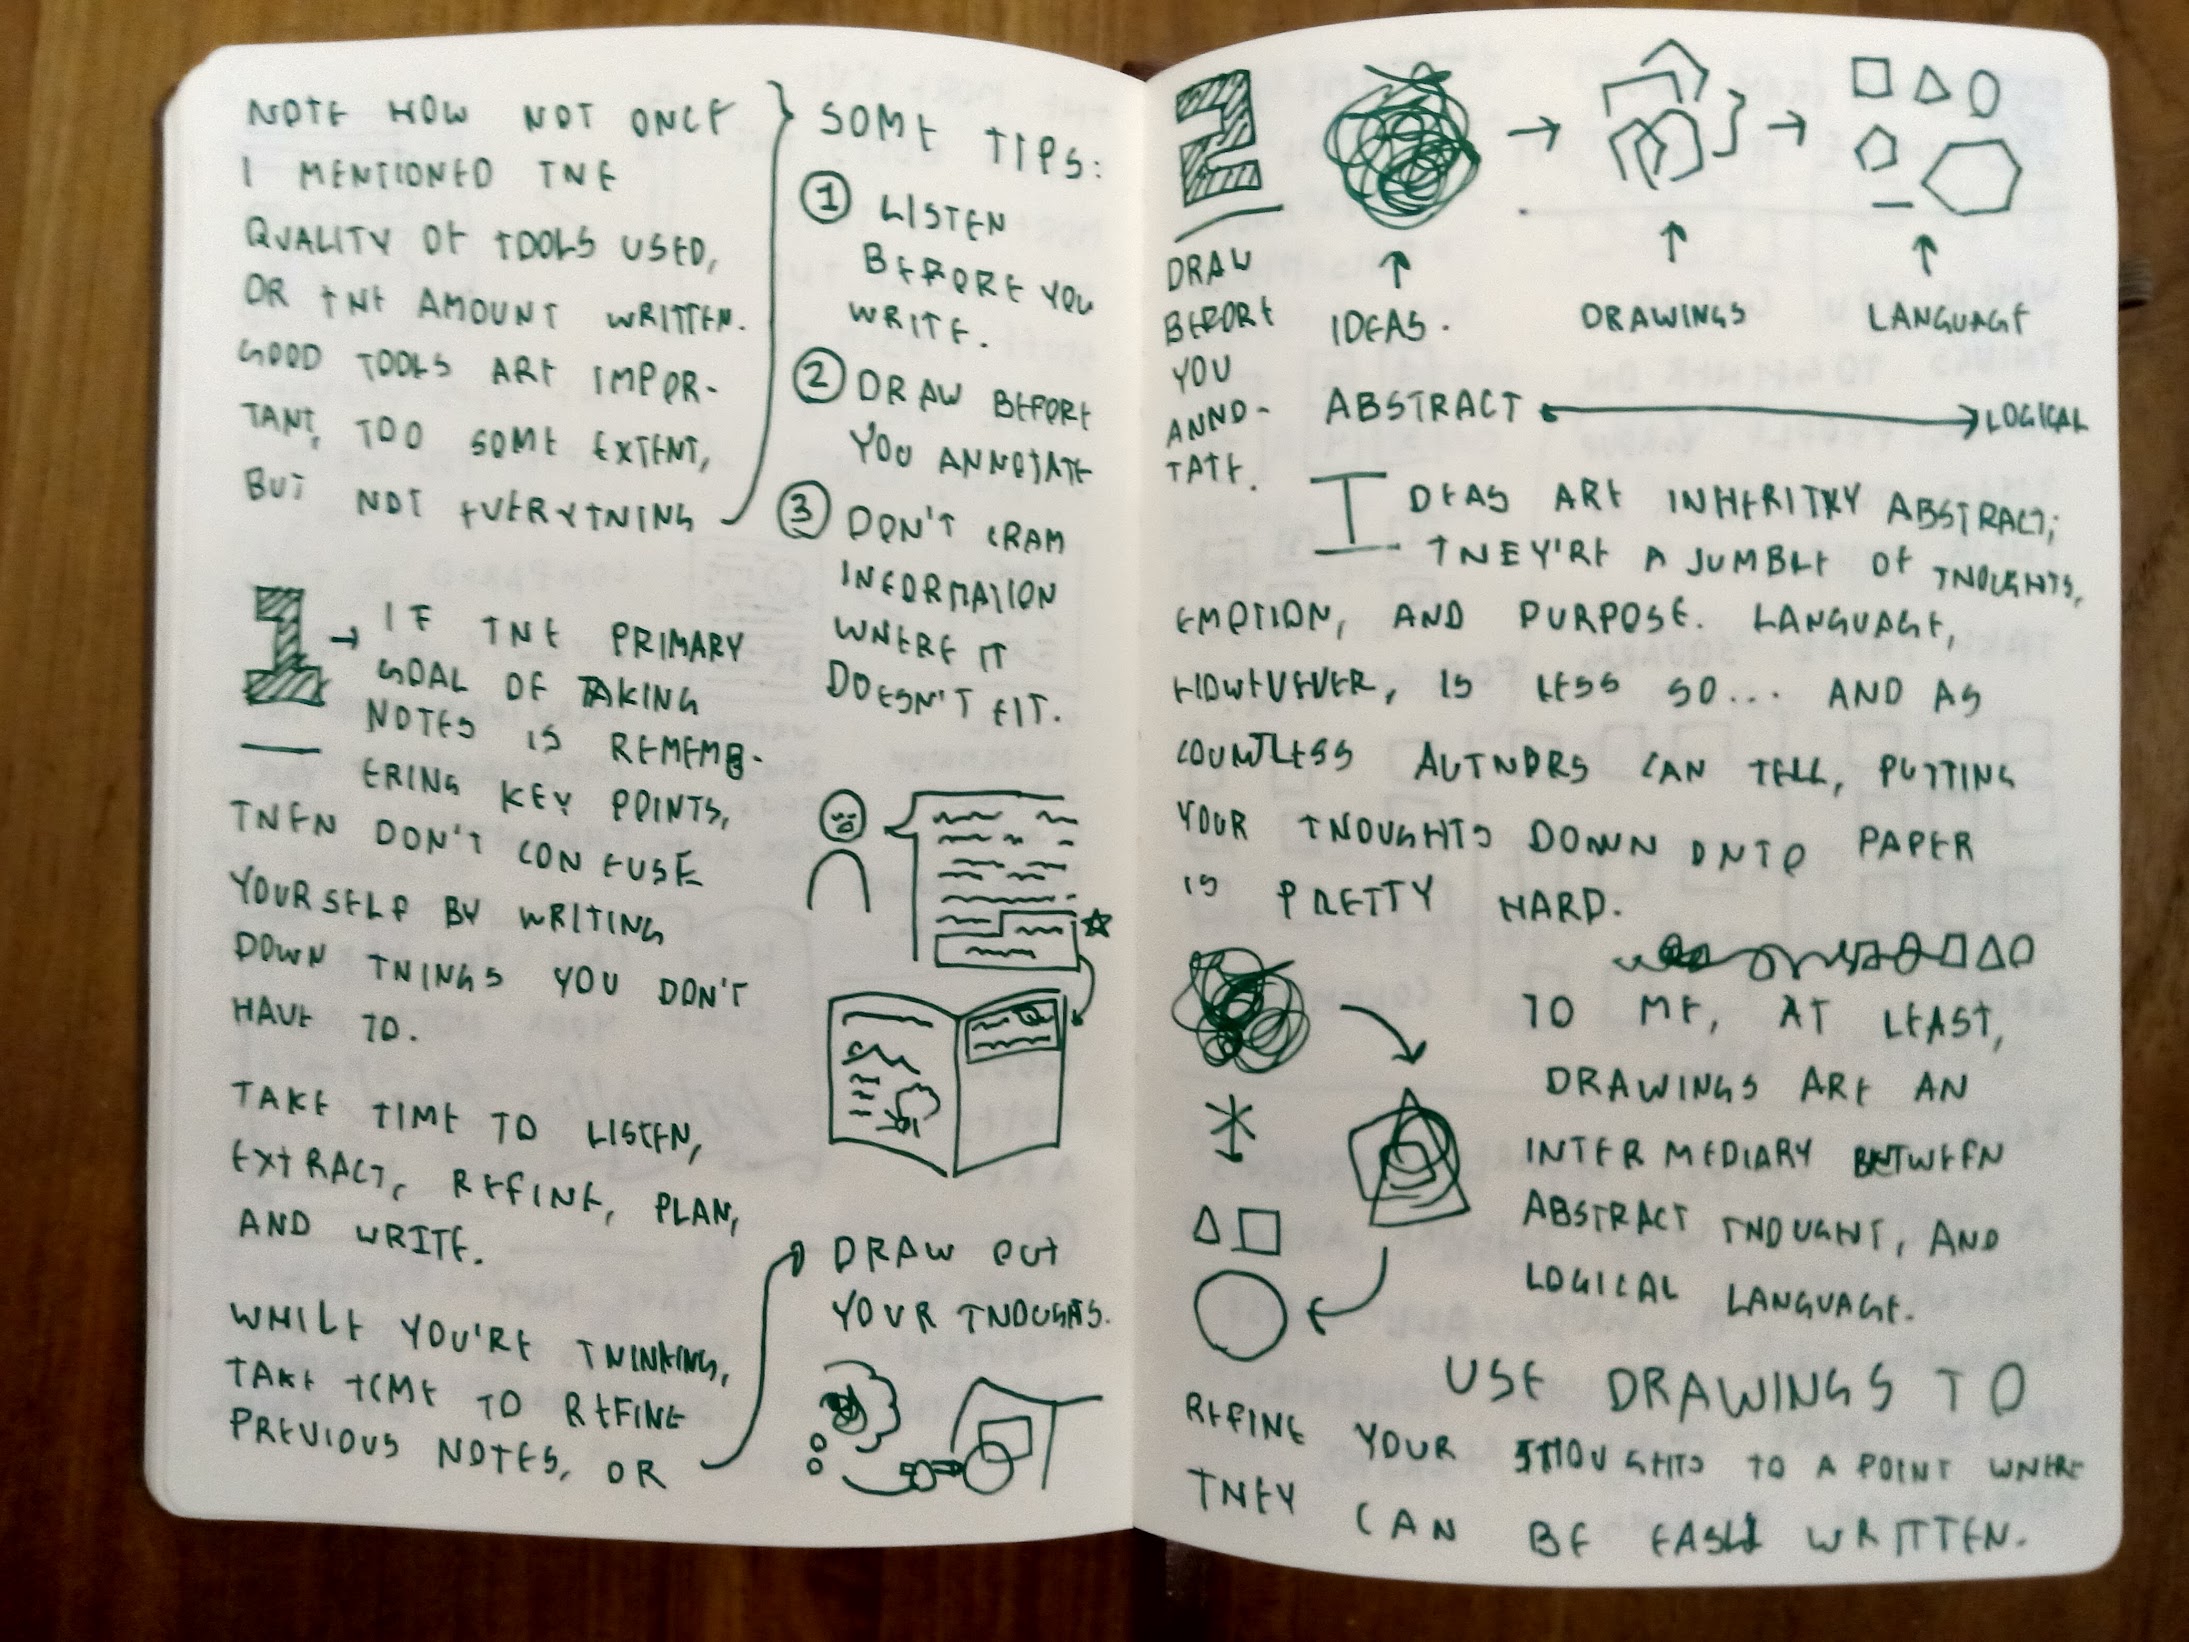 NOTE HOW NOT ONCE
I MENTIONED THE
QUALITY OF TOOLS USED,
OR THE AMOUNT WRITTEN.
GOOD TOOLS ARE IMPOR-
TANT, TOO SOME EXTENT,
BUT NOT EVERYTHING
1 → IF THE PRIMARY
GOAL OF TAKING
NOTES IS REMEMB-
ERING KEY POINTS,
THEN DON'T CONFUSE
YOURSELF BY WRITING
DOWN THINGS YOU DON'T
HAVE TO.
TAKE TIME TO LISTEN,
EXTRACT, REFINE, PLAN,
AND WRITE.
WHILE YOU'RE THINKING,
TAKE TIME TO REFINE
PREVIOUS NOTES, OR
SOME TIPS:
1 LISTEN
BEFORE YOU
WRITE.
2 DRAW BEFORE
YOU ANNOTATE
3 DON'T CRAM
INFORMATION
WHERE IT
DOESN'T FIT.
DRAW OUT
YOUR THOUGHTS.
2
DRAW
BEFORE
YOU
ANNO-
TATE.
IDEAS. DRAWINGS LANGUAGE
ABSTRACT LOGICAL
IDEAS ARE INHERITKY ABSTRACT;
THEY'RE A JUMBLE OF THOUGHTS,
EMOTION, AND PURPOSE. LANGUAGE,
HOWEVEVER, IS LESS SO... AND AS
COUNTLESS AUTHORS CAN TELL, PUTTING
YOUR THOUGHTS DOWN ONTO PAPER
IS PRETTY HARD.
TO ME, AT LEAST,
DRAWINGS ARE AN
INTERMEDIARY BETWEEN
ABSTRACT THOUGHT, AND
LOGICAL LANGUAGE.
USE DRAWINGS TO
REFINE YOUR THOUGHTS TO A POINT WHERE
THEY CAN BE EASLY WRITTEN.